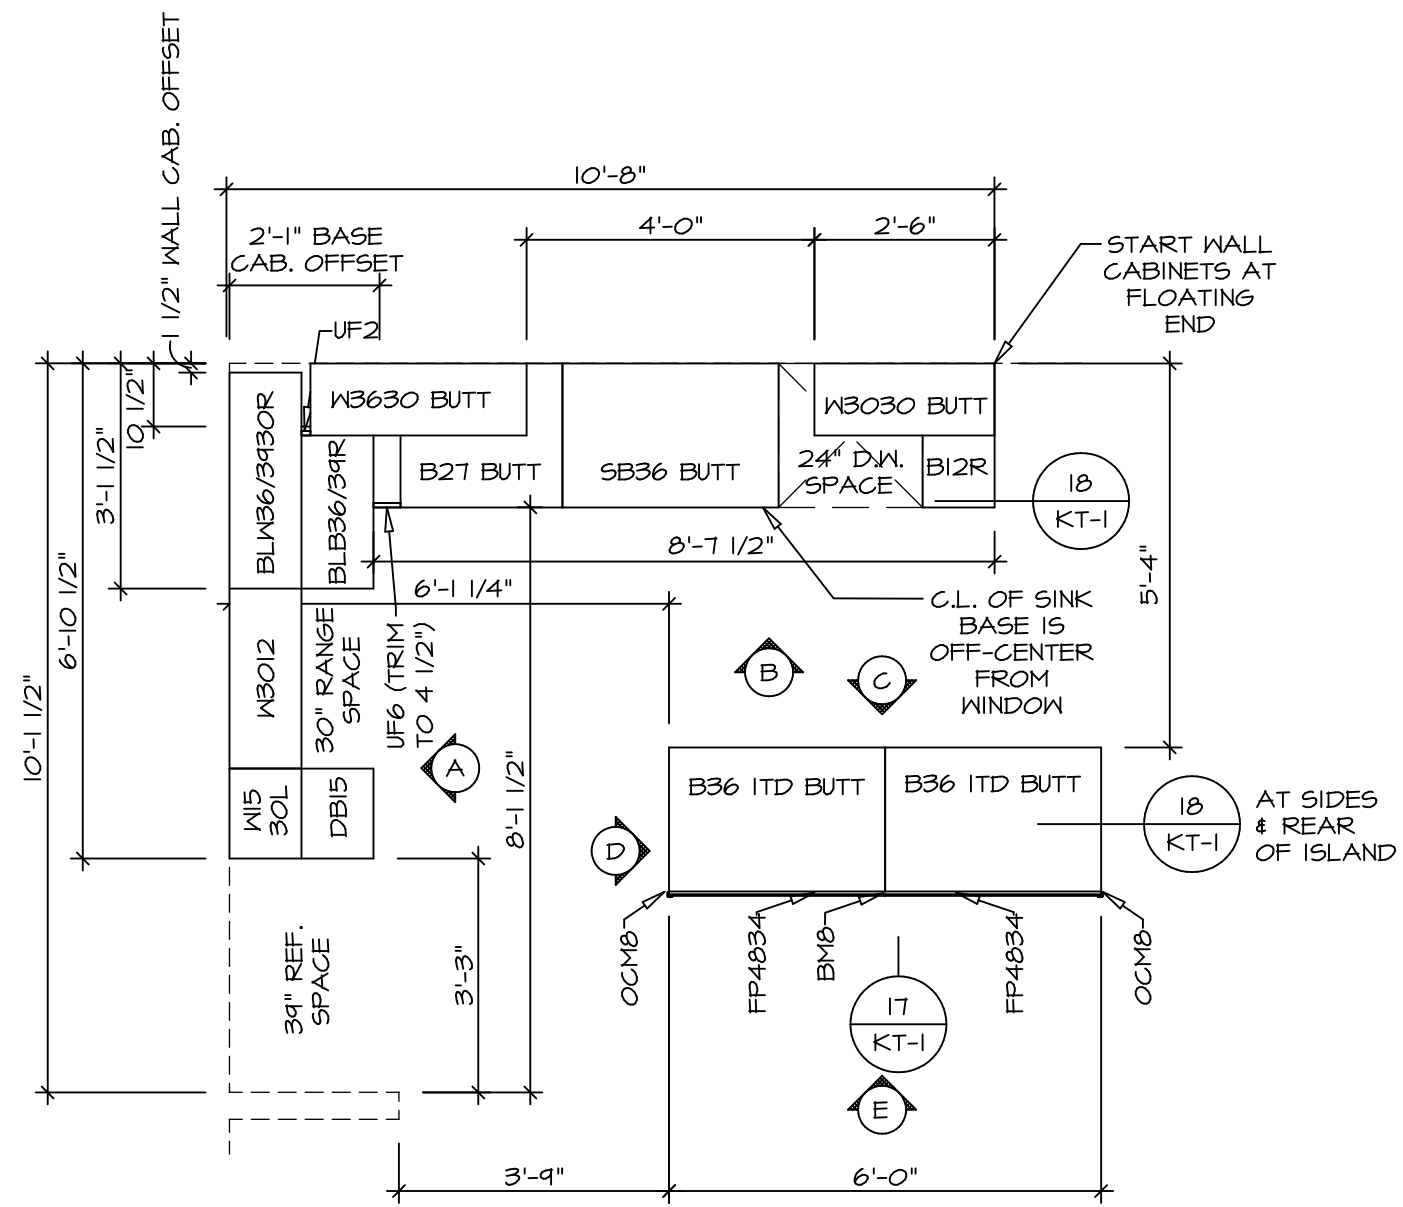 1 1/2" WALL CAB. OFFSET
10'-8"
2'-1" BASE
CAB. OFFSET
4'-0"
2'-6"
START WALL
CABINETS AT
FLOATING
END
UF2
10 1/2"
3'-1 1/2"
6'-10 1/2"
10'-1 1/2"
BLW36/3930R
BLB36/39R
W3630 BUTT
W3030 BUTT
B27 BUTT
SB36 BUTT
24" D.W.
SPACE
B12R
18
KT-1
8'-7 1/2"
6'-1 1/4"
5'-4"
C.L. OF SINK
BASE IS
OFF-CENTER
FROM
WINDOW
W3012
30" RANGE
SPACE
UF6 (TRIM
TO 4 1/2")
A
B
C
D
W15
30L
DB15
8'-1 1/2"
B36 1TD BUTT
B36 1TD BUTT
18
KT-1
AT SIDES
& REAR
OF ISLAND
39" REF.
SPACE
3'-3"
OCM8
FP4834
BM8
FP4834
OCM8
17
KT-1
E
3'-9"
6'-0"